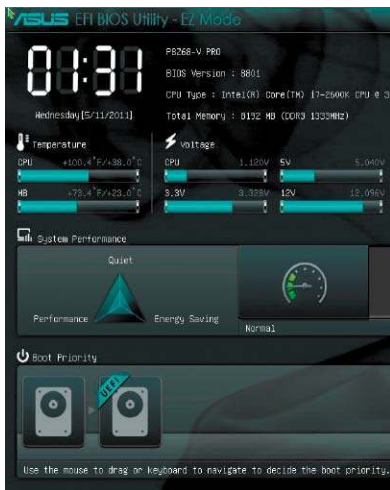 ASUS EFI BIOS Utility - EZ Mode
01:31
Wednesday[5/11/2011]
P8Z68-V PRO
BIOS Version : 8801
CPU Type : Intel(R) Core(TM) i7-2600K CPU @ 3
Total Memory : 8192 MB (DDR3 1333MHz)
Temperature
CPU +100.4°F/+38.0°C
MB +73.4°F/+23.0°C
Voltage
CPU 1.120V 5V 5.040V
3.3V 3.328V 12V 12.096V
System Performance
Quiet
Performance
Energy Saving
Normal
Boot Priority
UEFI
Use the mouse to drag or keyboard to navigate to decide the boot priority.